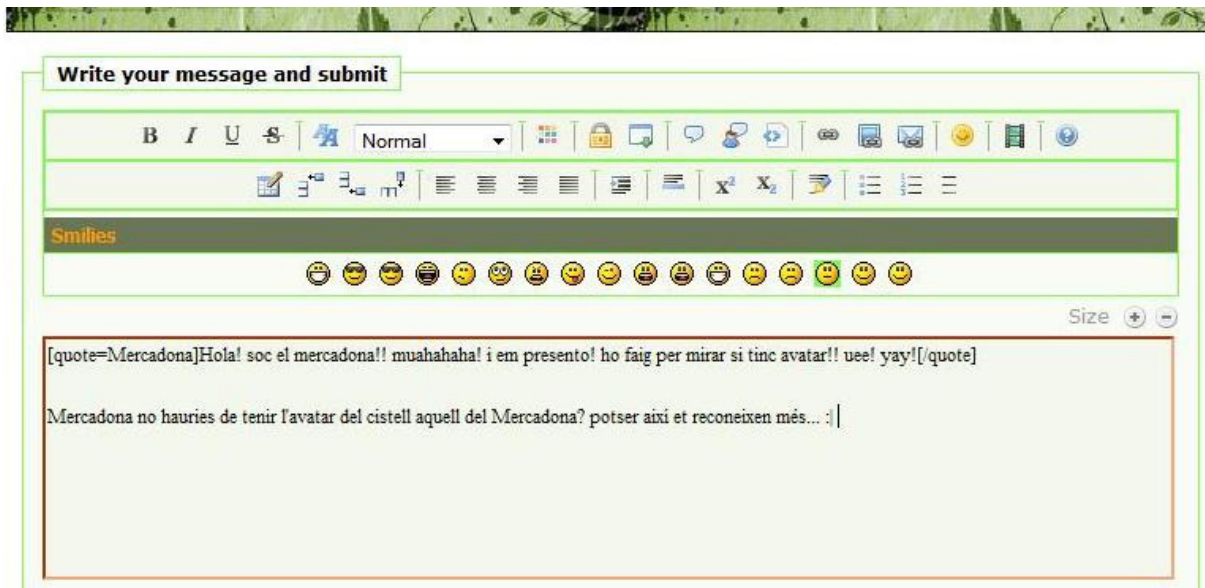 Write your message and submit
B I U S Normal
x² x₂
Smilies
Size
[quote=Mercadona]Hola! soc el mercadona!! muahahaha! i em presento! ho faig per mirar si tinc avatar!! uee! yay![/quote]
Mercadona no hauries de tenir l'avatar del cistell aquell del Mercadona? potser aixi et reconeixen més... :|